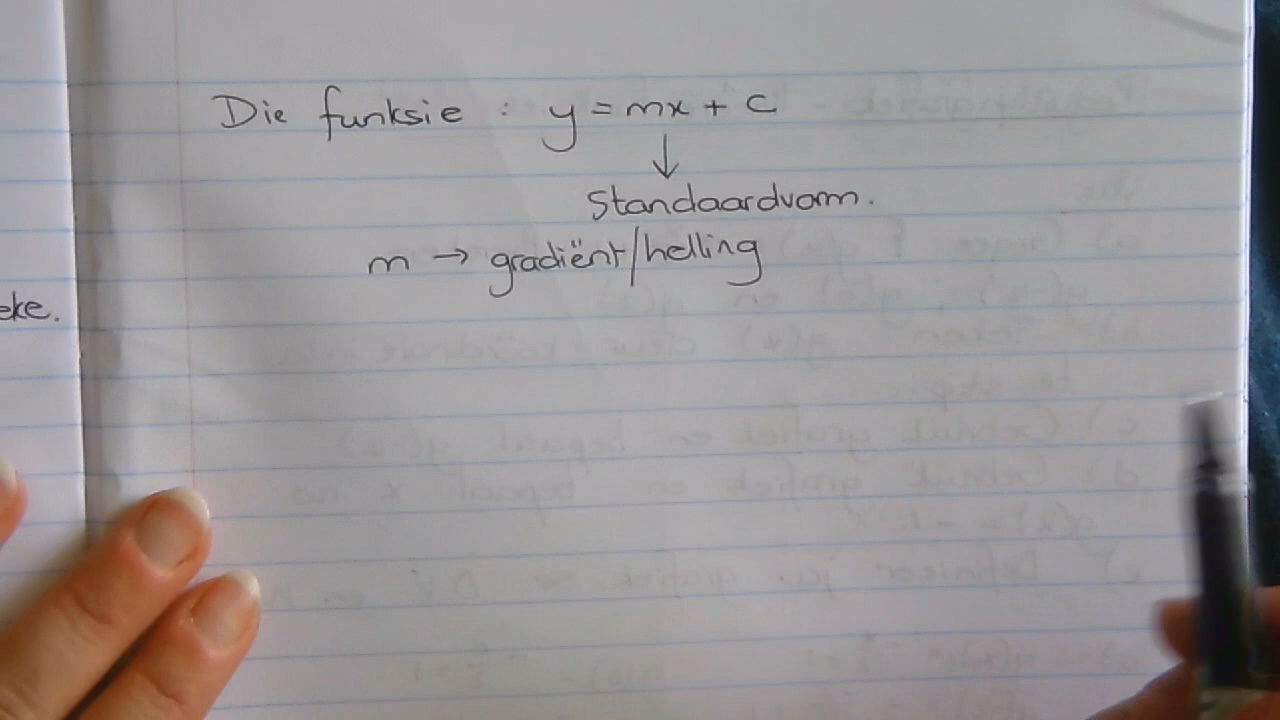 Die funksie : y = mx + c
↓
Standaardvorm.
m → gradiënt/helling
eke.